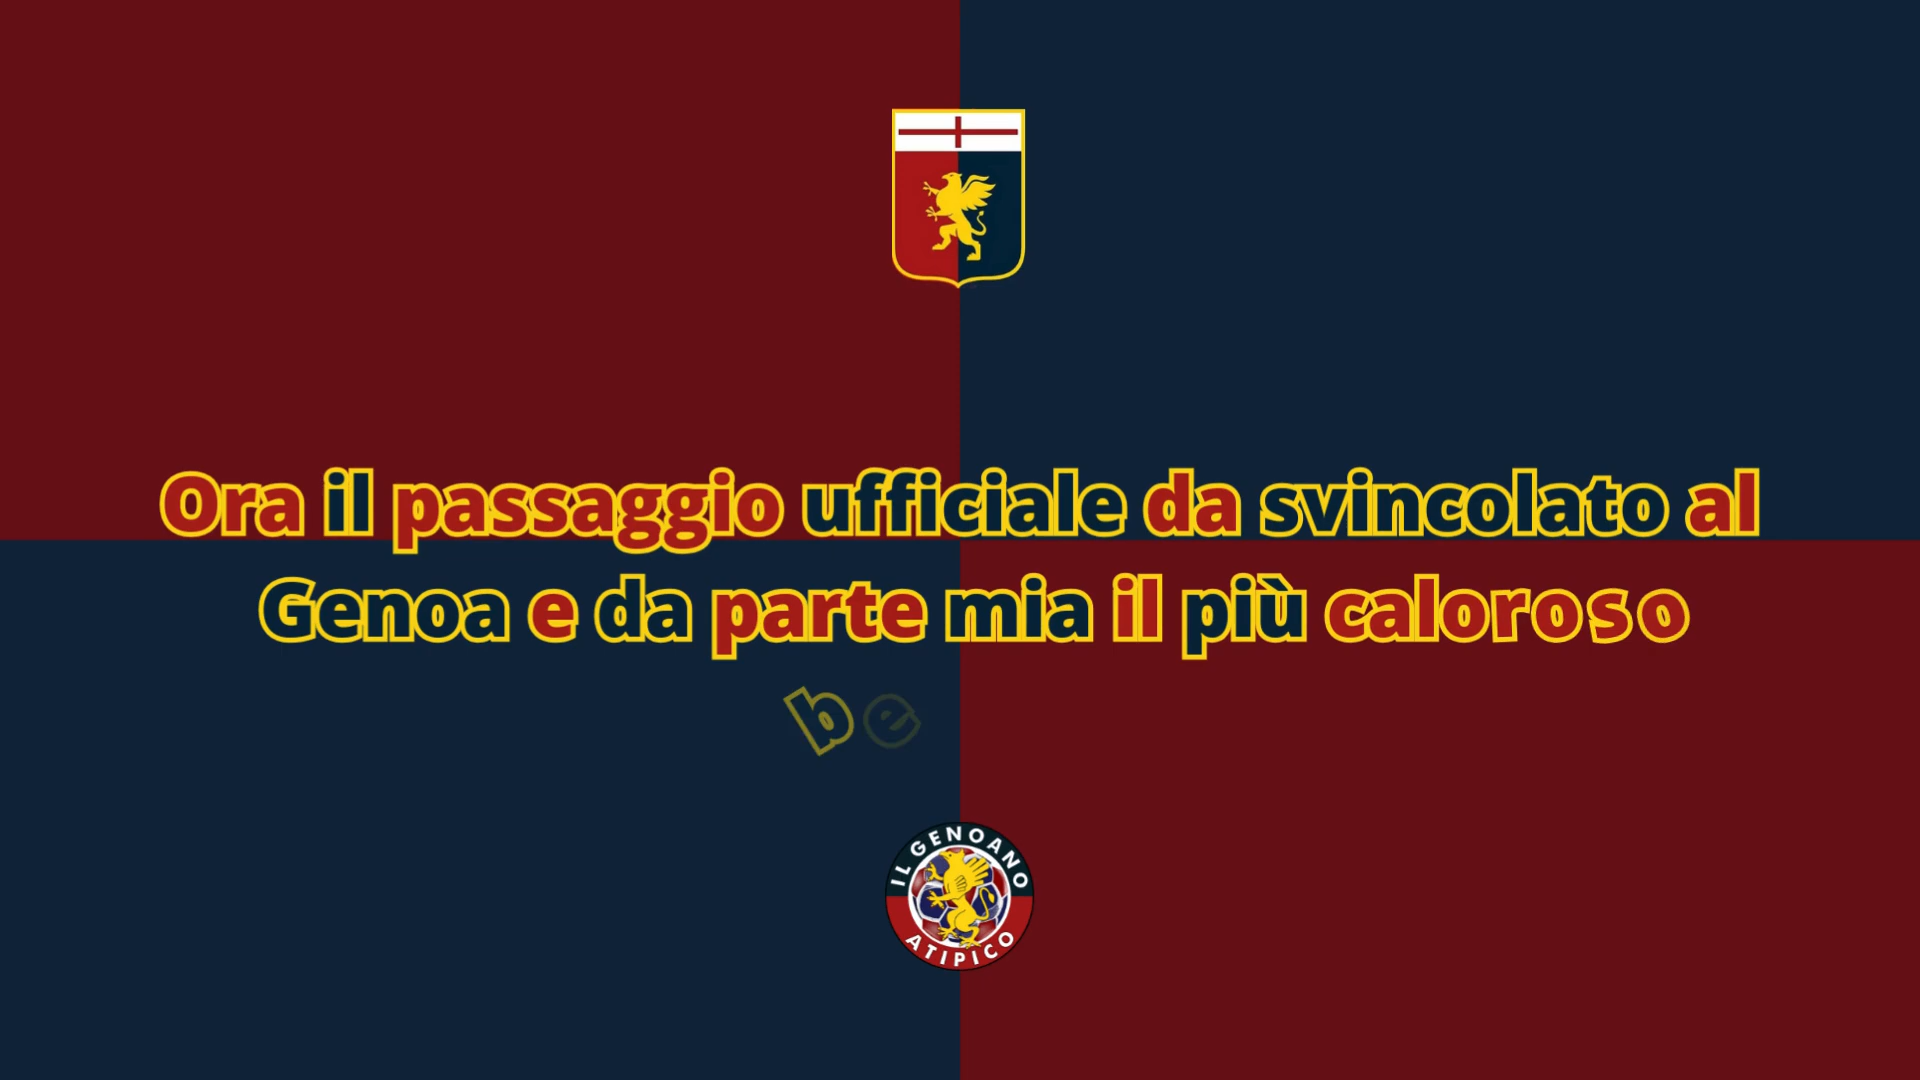 Ora il passaggio ufficiale da svincolato al
Genoa e da parte mia il più caloroso
be
IL GENOANO
ATIPICO